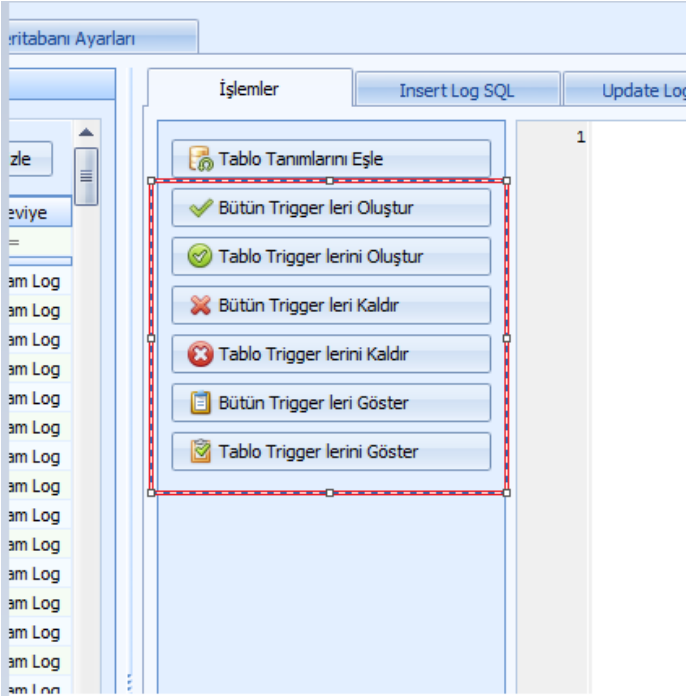 eritabanı Ayarları
İşlemler
Insert Log SQL
Update Log
zle
Tablo Tanımlarını Eşle
1
eviye
Bütün Trigger leri Oluştur
=
Tablo Trigger lerini Oluştur
am Log
Bütün Trigger leri Kaldır
am Log
am Log
Tablo Trigger lerini Kaldır
am Log
am Log
Bütün Trigger leri Göster
am Log
Tablo Trigger lerini Göster
am Log
am Log
am Log
am Log
am Log
am Log
am Log
am Log
am Log